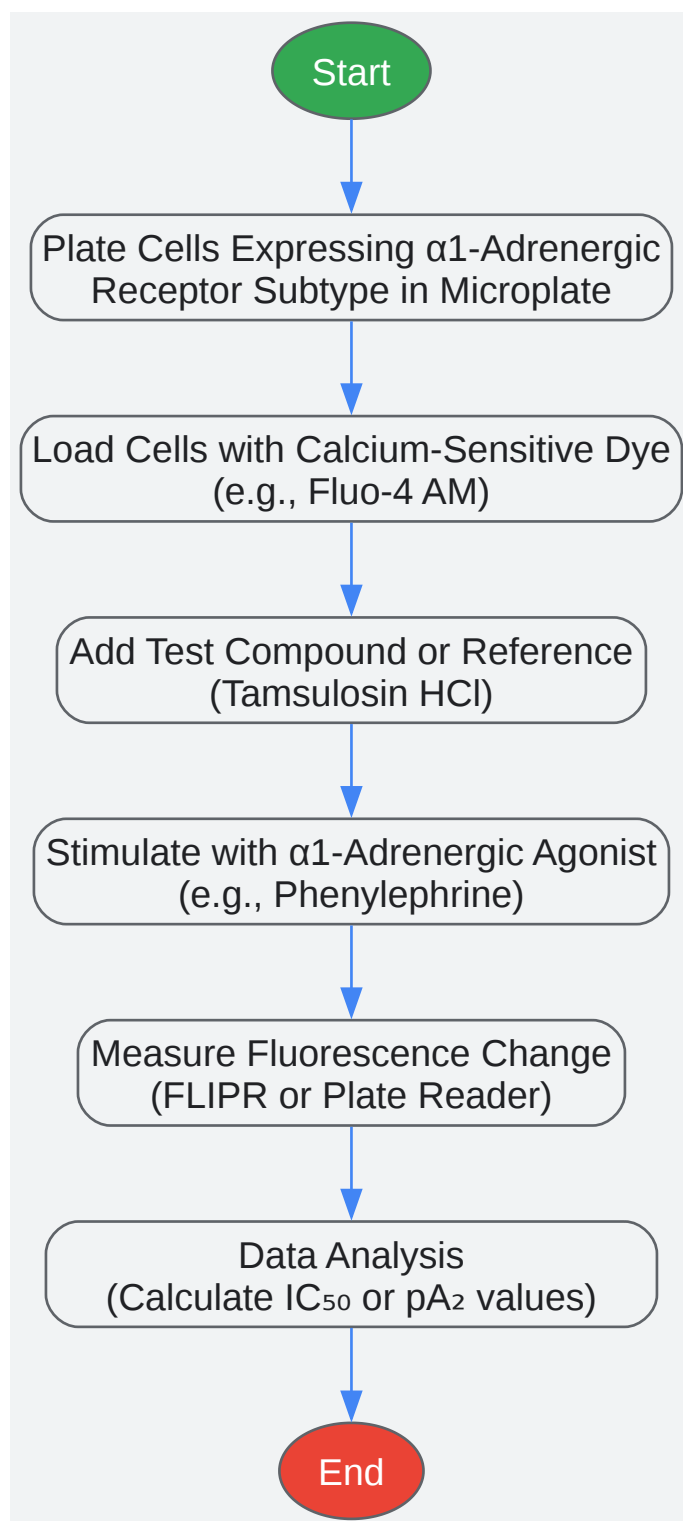 Start
Plate Cells Expressing α1-Adrenergic
Receptor Subtype in Microplate
Load Cells with Calcium-Sensitive Dye
(e.g., Fluo-4 AM)
Add Test Compound or Reference
(Tamsulosin HCl)
Stimulate with α1-Adrenergic Agonist
(e.g., Phenylephrine)
Measure Fluorescence Change
(FLIPR or Plate Reader)
Data Analysis
(Calculate IC₅₀ or pA₂ values)
End